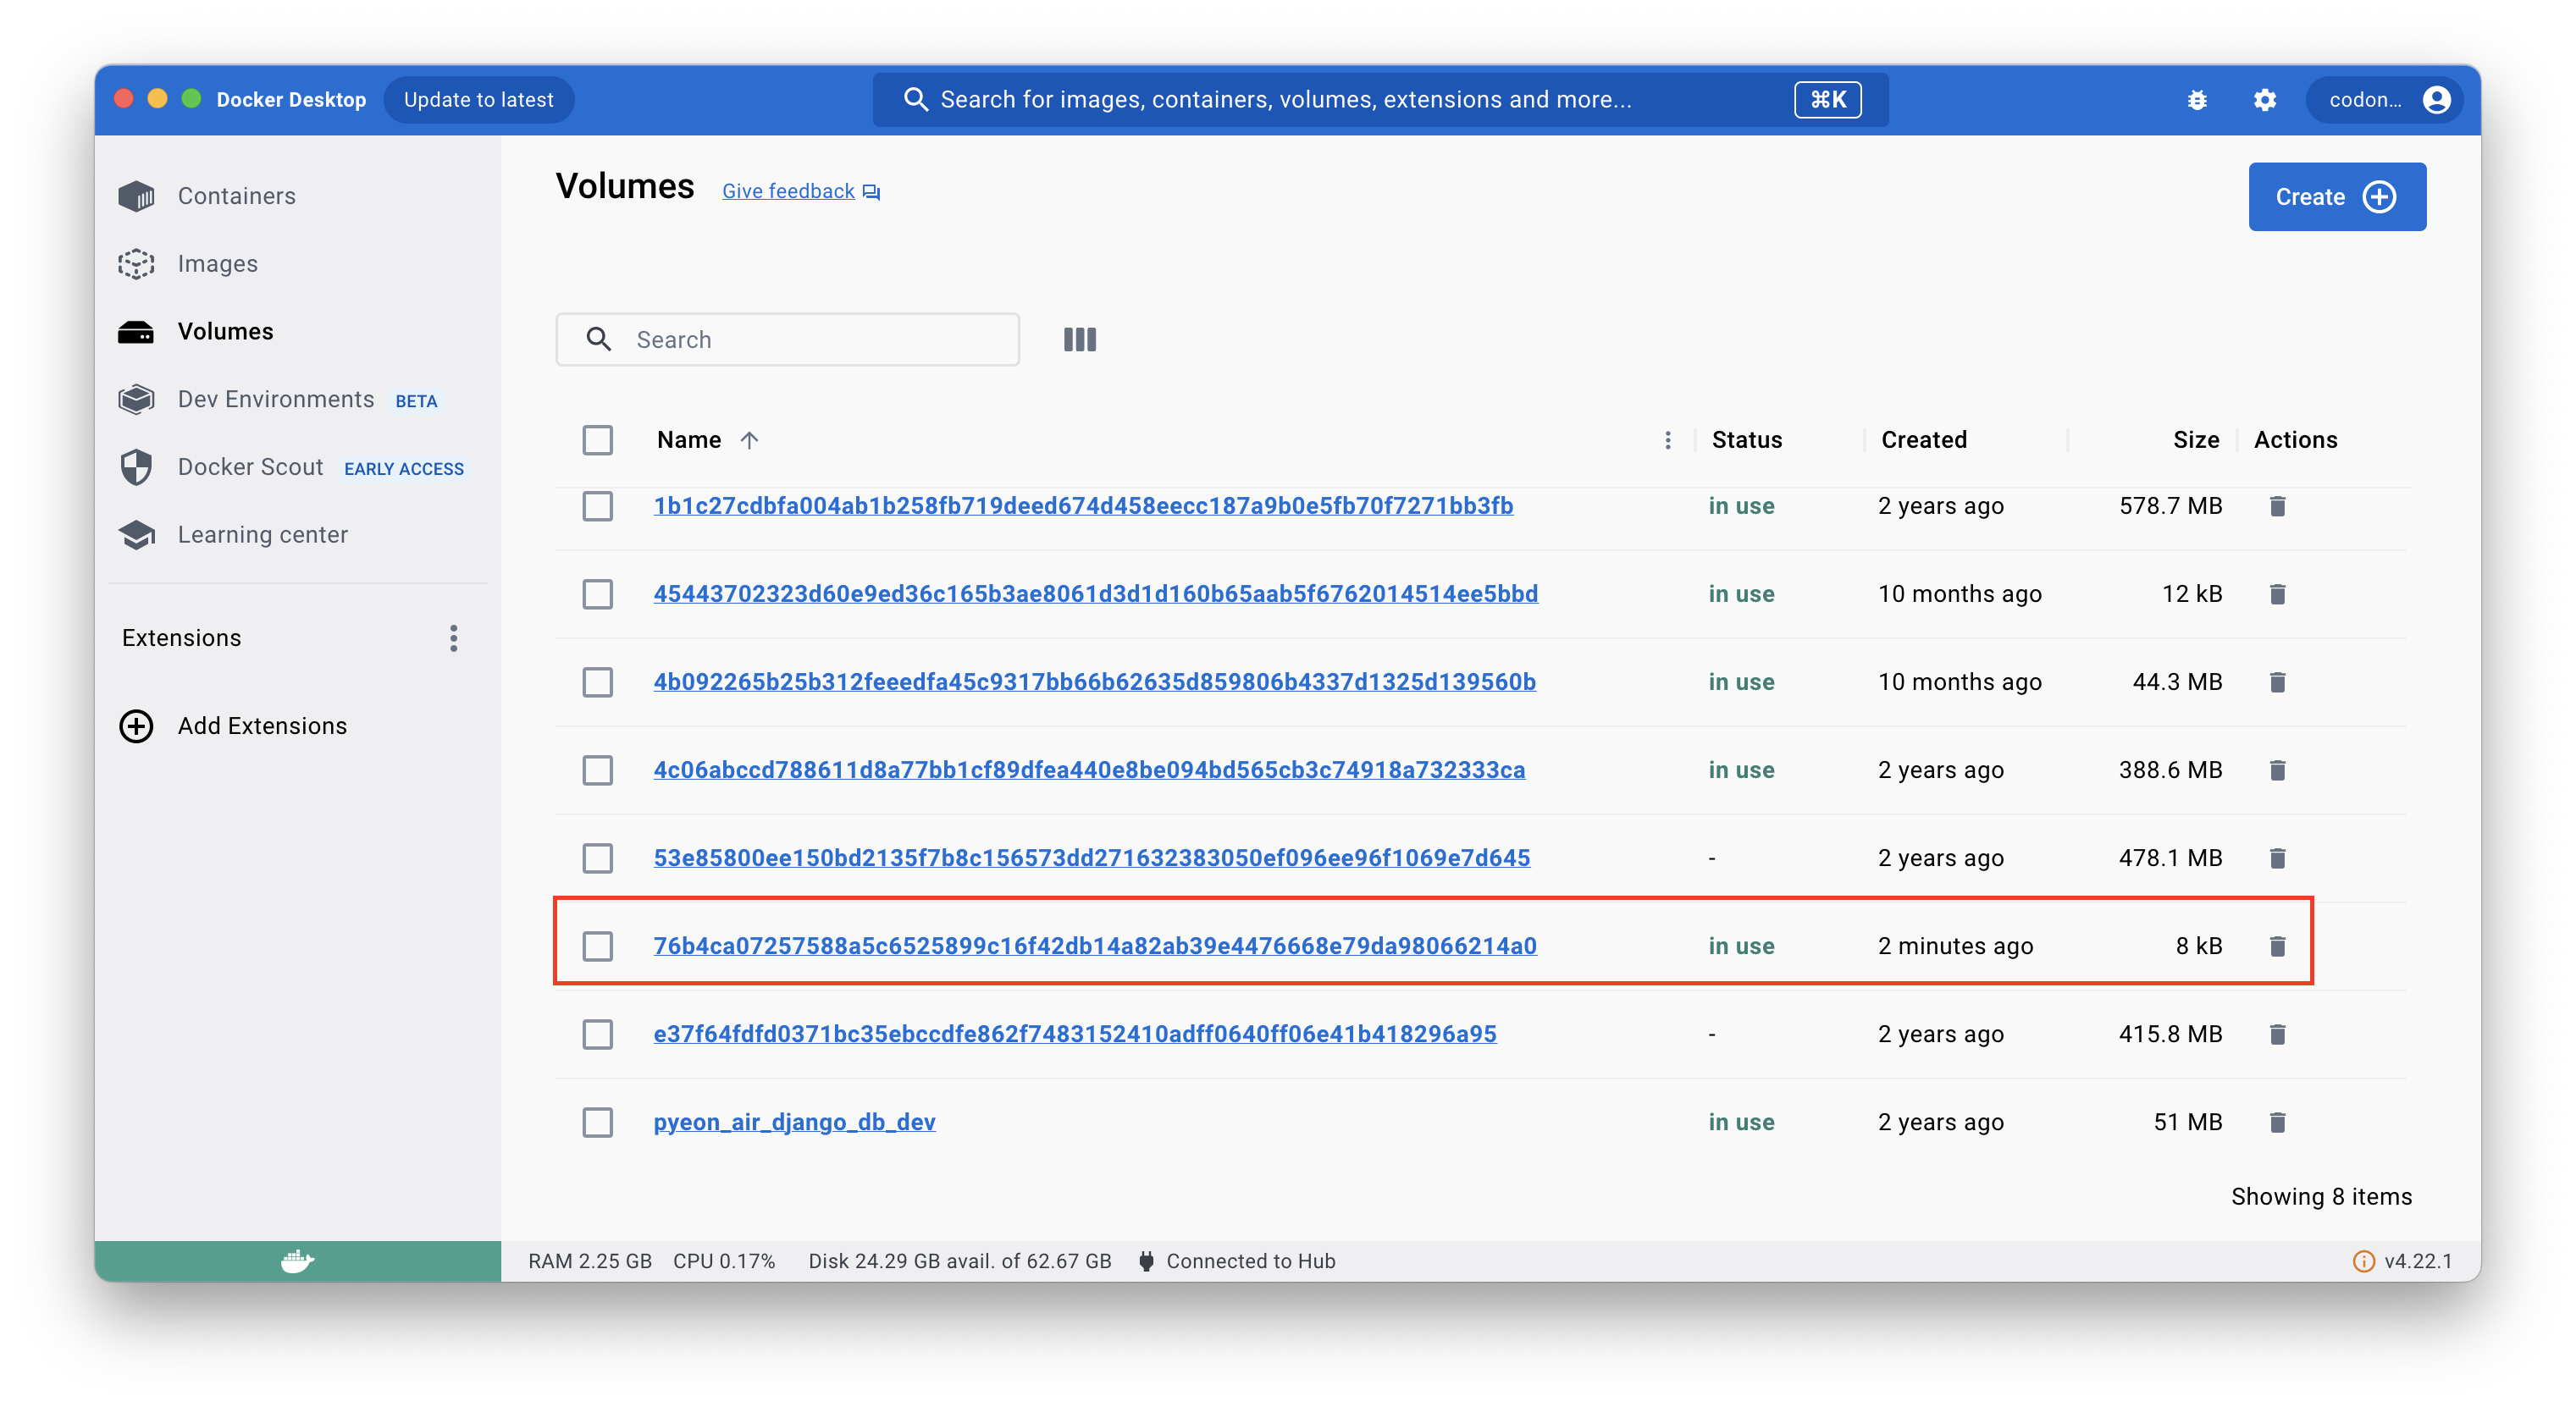 Docker Desktop Update to latest Search for images, containers, volumes, extensions and more... ⌘K codon...
Containers
Images
Volumes
Dev Environments BETA
Docker Scout EARLY ACCESS
Learning center
Extensions
Add Extensions
Volumes Give feedback
Create
Search
Name Status Created Size Actions
1b1c27cdbfa004ab1b258fb719deed674d458eecc187a9b0e5fb70f7271bb3fb in use 2 years ago 578.7 MB
45443702323d60e9ed36c165b3ae8061d3d1d160b65aab5f6762014514ee5bbd in use 10 months ago 12 kB
4b092265b25b312feeedfa45c9317bb66b62635d859806b4337d1325d139560b in use 10 months ago 44.3 MB
4c06abccd788611d8a77bb1cf89dfea440e8be094bd565cb3c74918a732333ca in use 2 years ago 388.6 MB
53e85800ee150bd2135f7b8c156573dd271632383050ef096ee96f1069e7d645 - 2 years ago 478.1 MB
76b4ca07257588a5c6525899c16f42db14a82ab39e4476668e79da98066214a0 in use 2 minutes ago 8 kB
e37f64fdfd0371bc35ebccdfe862f7483152410adff0640ff06e41b418296a95 - 2 years ago 415.8 MB
pyeon_air_django_db_dev in use 2 years ago 51 MB
Showing 8 items
RAM 2.25 GB CPU 0.17% Disk 24.29 GB avail. of 62.67 GB Connected to Hub v4.22.1